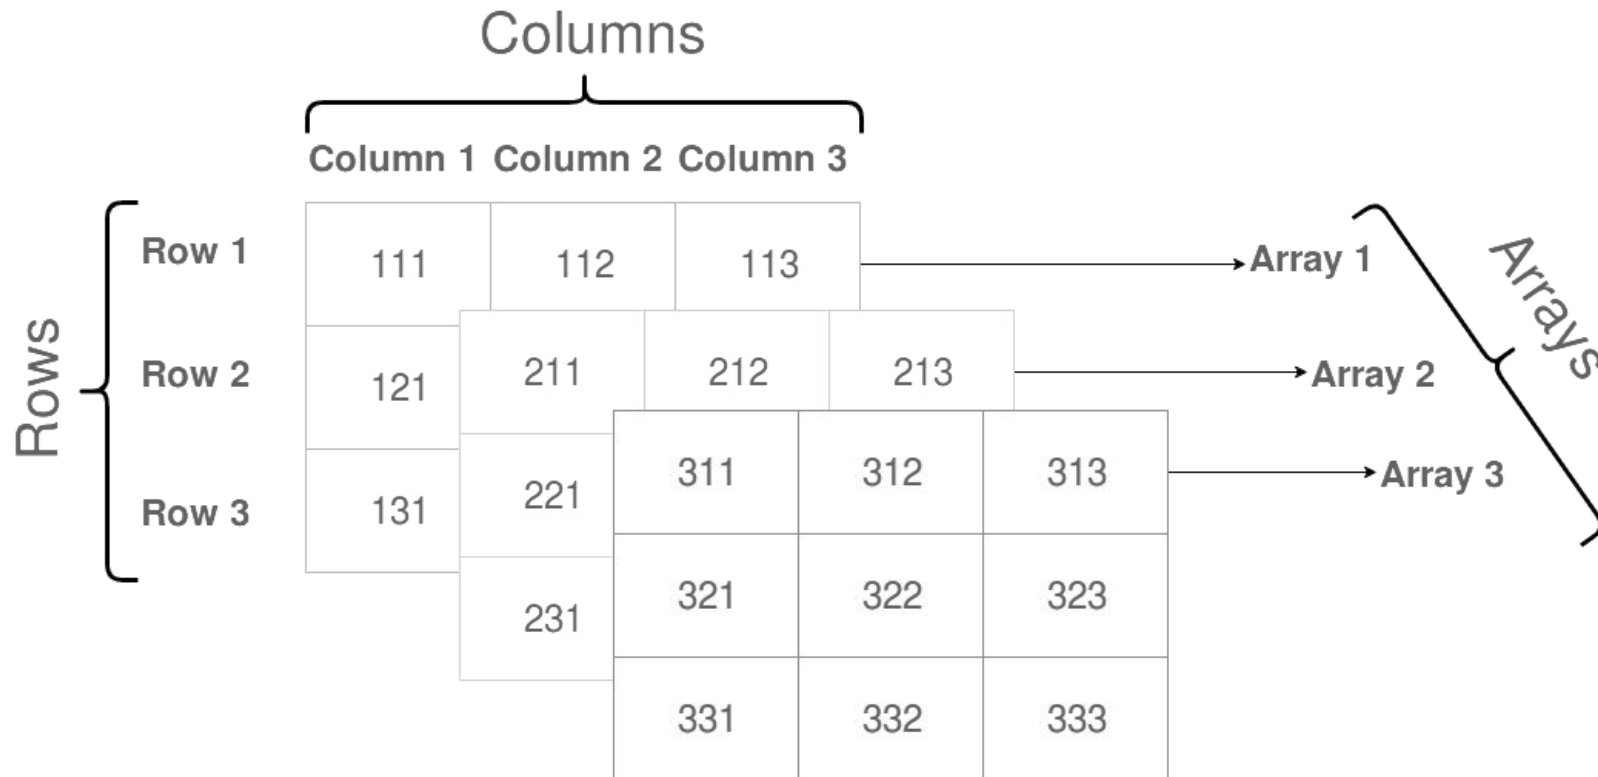 Columns
Column 1 Column 2 Column 3
Rows
Row 1 111 112 113 Array 1
Arrays
Row 2 121 211 212 213 Array 2
311 312 313 Array 3
Row 3 131 221
321 322 323
231
331 332 333